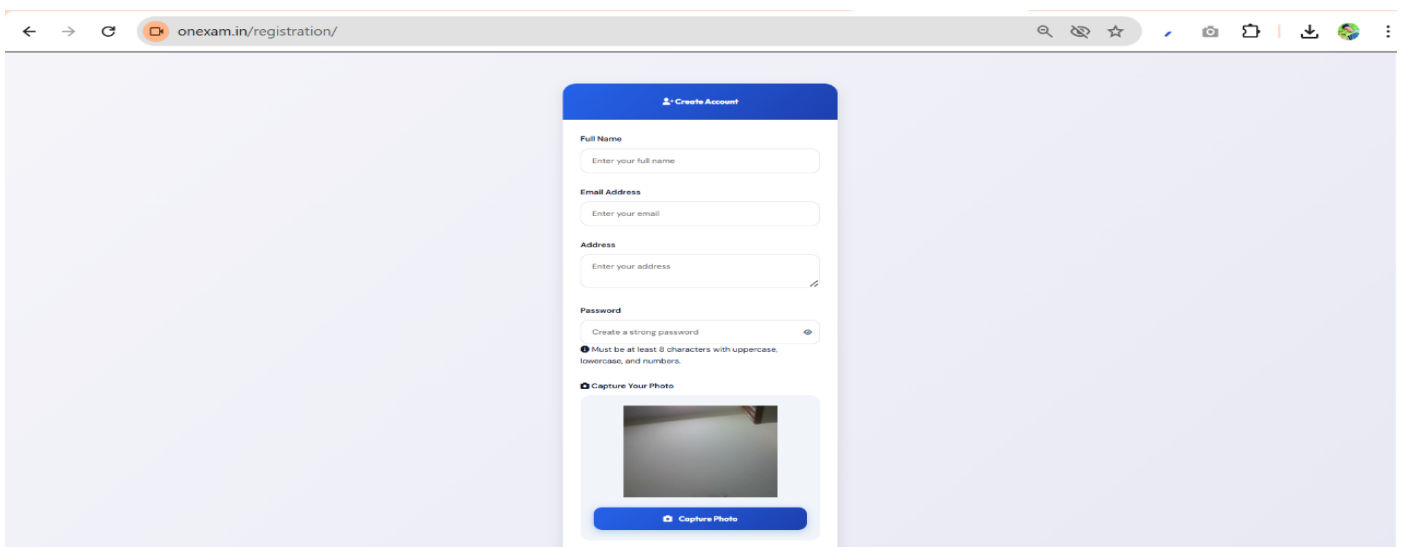 onexam.in/registration/
Create Account
Full Name
Enter your full name
Email Address
Enter your email
Address
Enter your address
Password
Create a strong password
Must be at least 8 characters with uppercase,
lowercase, and numbers.
Capture Your Photo
Capture Photo